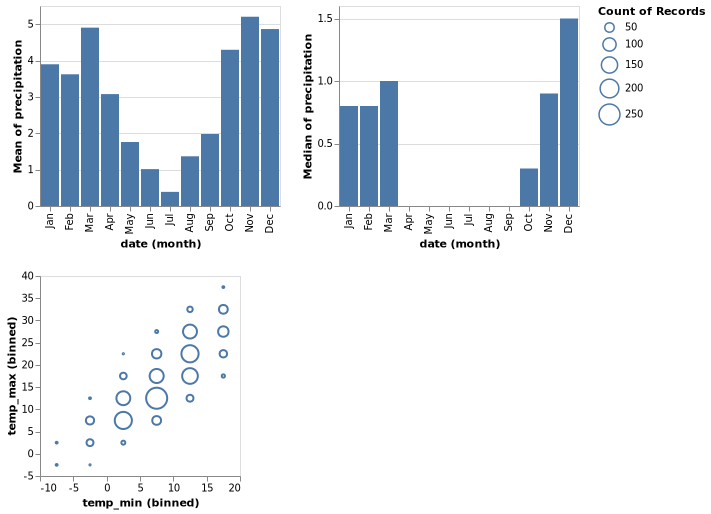 Mean of precipitation
5
4
3
2
1
0
Jan Feb Mar Apr May Jun Jul Aug Sep Oct Nov Dec
date (month)
Median of precipitation
1.5
1.0
0.5
0.0
Jan Feb Mar Apr May Jun Jul Aug Sep Oct Nov Dec
date (month)
Count of Records
50
100
150
200
250
temp_max (binned)
40
35
30
25
20
15
10
5
0
-5
-10 -5 0 5 10 15 20
temp_min (binned)